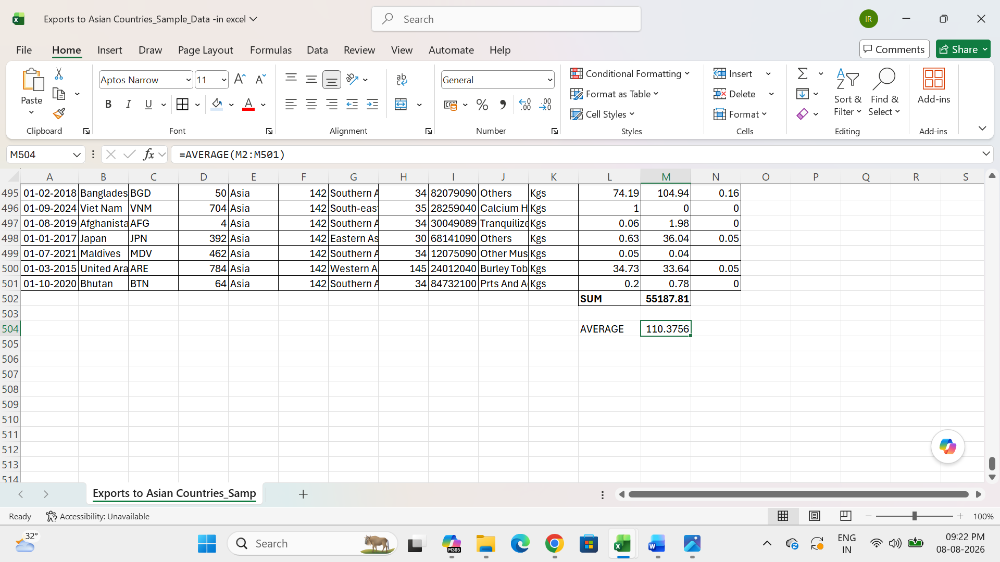 Exports to Asian Countries_Sample_Data -in excel
Search
IR
File Home Insert Draw Page Layout Formulas Data Review View Automate Help
Comments
Share
Paste
Clipboard
Aptos Narrow 11
B I U
Font
ab
Alignment
General
% 9
Number
Conditional Formatting
Format as Table
Cell Styles
Styles
Insert
Delete
Format
Cells
Sort & Filter
Find & Select
Editing
Add-ins
Add-ins
M504 fx =AVERAGE(M2:M501)
A B C D E F G H I J K L M N O P Q R S
495 01-02-2018 Banglades BGD 50 Asia 142 Southern A 34 82079090 Others Kgs 74.19 104.94 0.16
496 01-09-2024 Viet Nam VNM 704 Asia 142 South-east 35 28259040 Calcium H Kgs 1 0 0
497 01-08-2019 Afghanista AFG 4 Asia 142 Southern A 34 30049089 Tranquilize Kgs 0.06 1.98 0
498 01-01-2017 Japan JPN 392 Asia 142 Eastern As 30 68141090 Others Kgs 0.63 36.04 0.05
499 01-07-2021 Maldives MDV 462 Asia 142 Southern A 34 12075090 Other Mus Kgs 0.05 0.04
500 01-03-2015 United Ara ARE 784 Asia 142 Western A 145 24012040 Burley Tob Kgs 34.73 33.64 0.05
501 01-10-2020 Bhutan BTN 64 Asia 142 Southern A 34 84732100 Prts And A Kgs 0.2 0.78 0
502 SUM 55187.81
503
504 AVERAGE 110.3756
505
506
507
508
509
510
511
512
513
514
Exports to Asian Countries_Samp
Ready Accessibility: Unavailable 100%
32°
Search
M365
ENG
IN
09:22 PM
08-08-2026